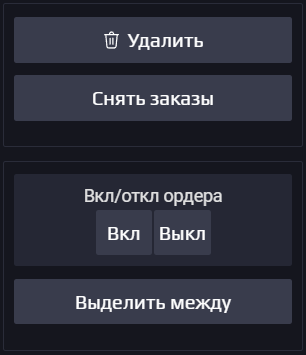 Удалить
Снять заказы
Вкл/откл ордера
Вкл Выкл
Выделить между